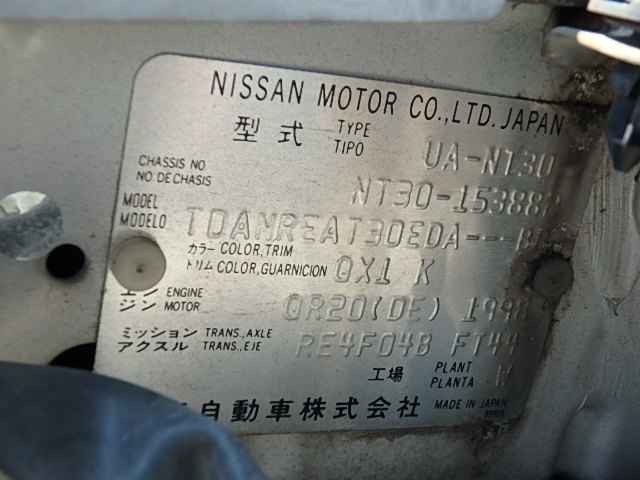 NISSAN MOTOR CO.,LTD. JAPAN
型式 TYPE TIPO UA-NT30
CHASSIS NO
NO DE CHASIS NT30-153882
MODEL
MODELO TDANREAT30EDA---
カラー COLOR,TRIM
トリム COLOR,GUARNICION QX1 K
エンジン ENGINE MOTOR QR20(DE) 1998
ミッション TRANS.,AXLE
アクスル TRANS.,EJE RE4F04B FT44
工場 PLANT PLANTA W
自動車株式会社 MADE IN JAPAN